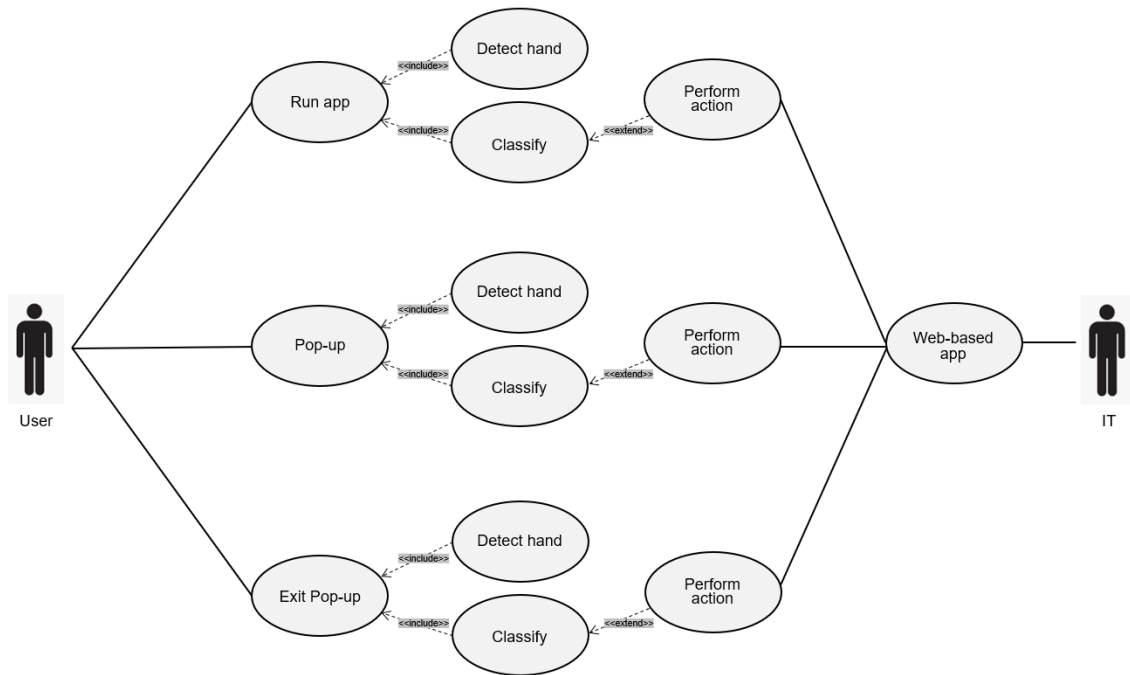 Detect hand
<<include>>
Run app
Perform
action
<<include>>
<<extend>>
Classify
Detect hand
<<include>>
Pop-up
Perform
action
Web-based
app
<<include>>
<<extend>>
Classify
User
IT
Detect hand
<<include>>
Exit Pop-up
Perform
action
<<include>>
<<extend>>
Classify